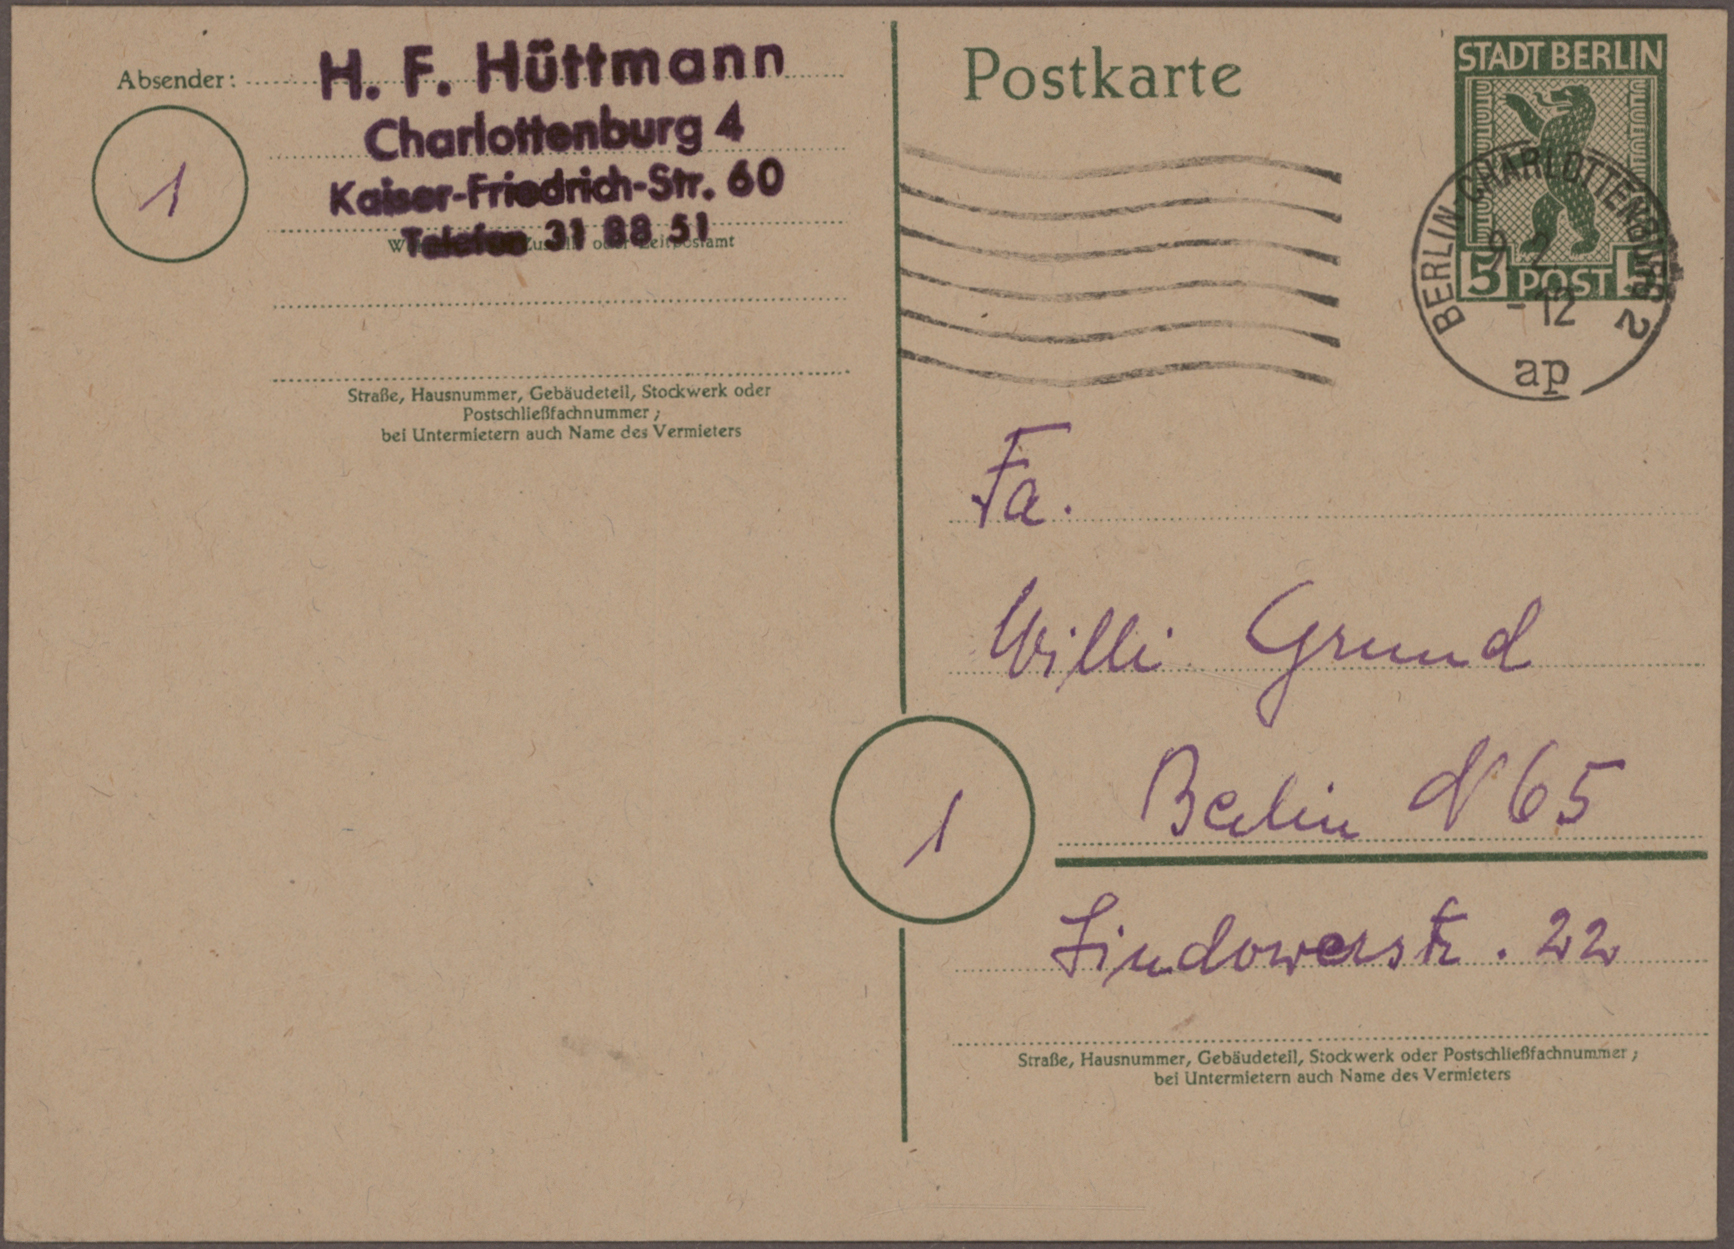 Absender: H. F. Hüttmann
Charlottenburg 4
Kaiser-Friedrich-Str. 60
Telefon 31 88 51
1
Straße, Hausnummer, Gebäudeteil, Stockwerk oder
Postschließfachnummer;
bei Untermietern auch Name des Vermieters
Postkarte
STADT BERLIN
5 POST 5
BERLIN-CHARLOTTENBURG 2
-12
ap
Fa.
Willi Grund
Berlin N 65
1
Lindowerstr. 22
Straße, Hausnummer, Gebäudeteil, Stockwerk oder Postschließfachnummer;
bei Untermietern auch Name des Vermieters